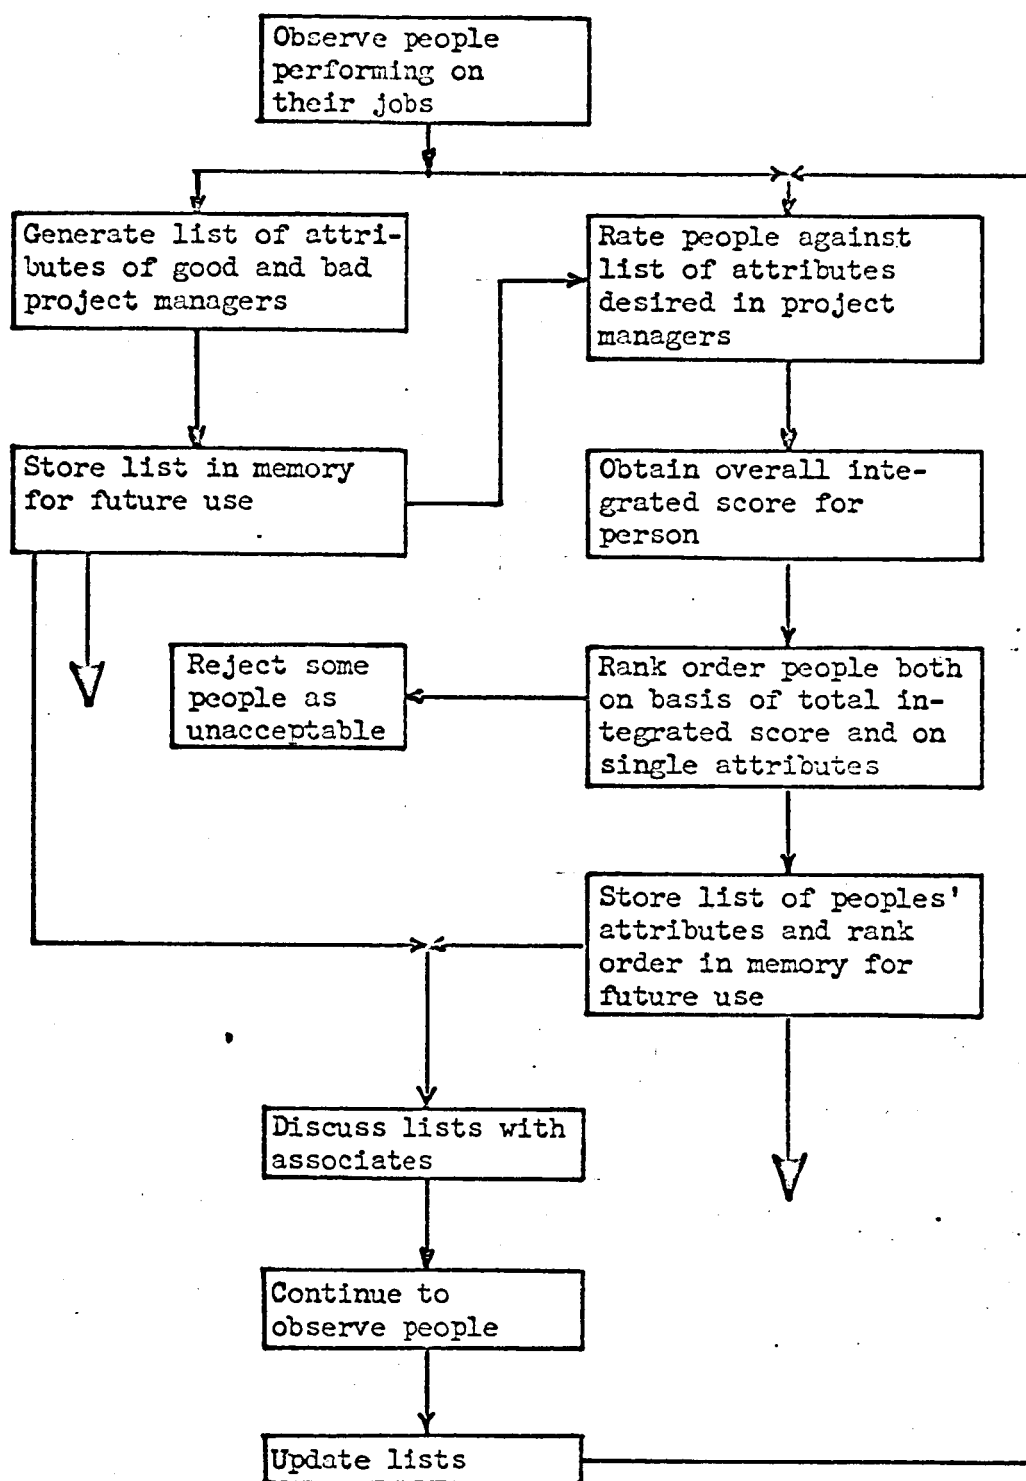 Observe people
performing on
their jobs
Generate list of attri-
butes of good and bad
project managers
Rate people against
list of attributes
desired in project
managers
Store list in memory
for future use
Obtain overall inte-
grated score for
person
Reject some
people as
unacceptable
Rank order people both
on basis of total in-
tegrated score and on
single attributes
Store list of peoples'
attributes and rank
order in memory for
future use
Discuss lists with
associates
Continue to
observe people
Update lists